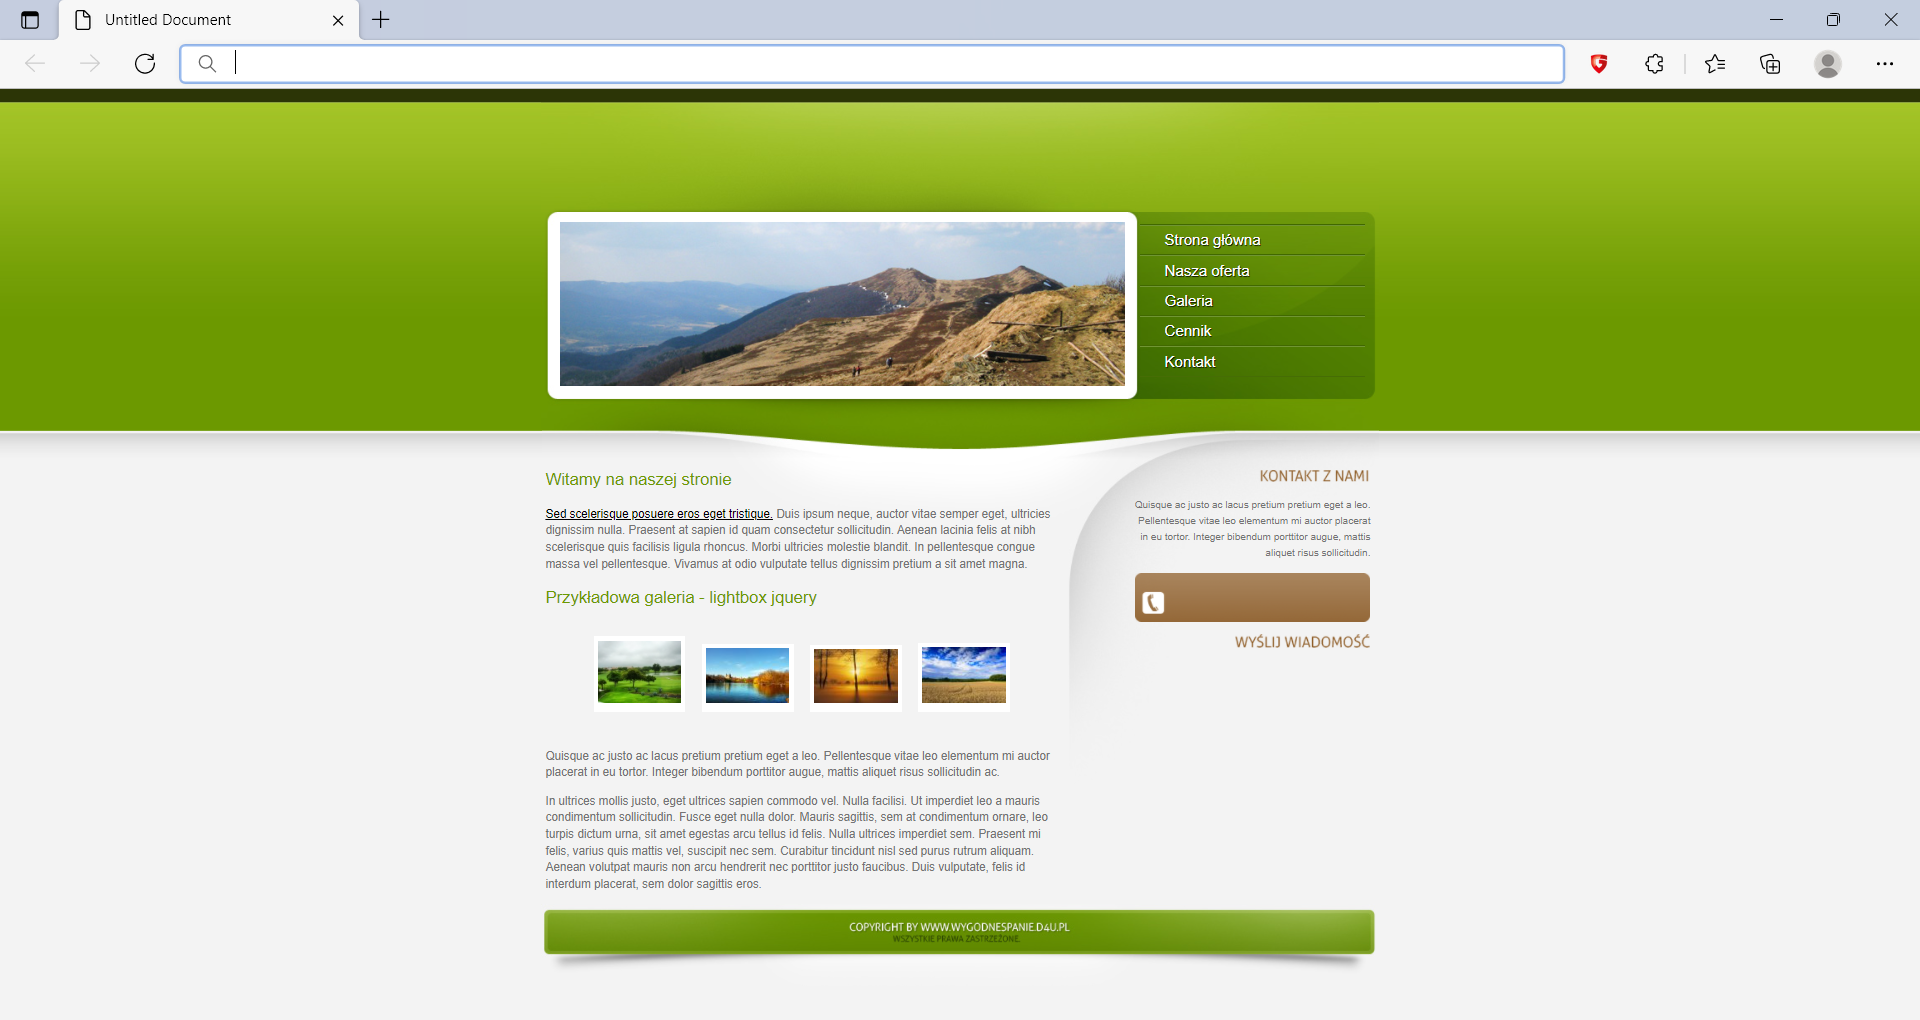 Untitled Document
Strona główna
Nasza oferta
Galeria
Cennik
Kontakt
Witamy na naszej stronie
Sed scelerisque posuere eros eget tristique. Duis ipsum neque, auctor vitae semper eget, ultricies
dignissim nulla. Praesent at sapien id quam consectetur sollicitudin. Aenean lacinia felis at nibh
scelerisque quis facilisis ligula rhoncus. Morbi ultricies molestie blandit. In pellentesque congue
massa vel pellentesque. Vivamus at odio vulputate tellus dignissim pretium a sit amet magna.
Przykładowa galeria - lightbox jquery
Quisque ac justo ac lacus pretium pretium eget a leo. Pellentesque vitae leo elementum mi auctor
placerat in eu tortor. Integer bibendum porttitor augue, mattis aliquet risus sollicitudin ac.
In ultrices mollis justo, eget ultrices sapien commodo vel. Nulla facilisi. Ut imperdiet leo a mauris
condimentum sollicitudin. Fusce eget nulla dolor. Mauris sagittis, sem at condimentum ornare, leo
turpis dictum urna, sit amet egestas arcu tellus id felis. Nulla ultrices imperdiet sem. Praesent mi
felis, varius quis mattis vel, suscipit nec sem. Curabitur tincidunt nisl sed purus rutrum aliquam.
Aenean volutpat mauris non arcu hendrerit nec porttitor justo faucibus. Duis vulputate, felis id
interdum placerat, sem dolor sagittis eros.
KONTAKT Z NAMI
Quisque ac justo ac lacus pretium pretium eget a leo.
Pellentesque vitae leo elementum mi auctor placerat
in eu tortor. Integer bibendum porttitor augue, mattis
aliquet risus sollicitudin.
WYŚLIJ WIADOMOŚĆ
COPYRIGHT BY WWW.WYGODNESPANIE.D4U.PL
WSZYSTKIE PRAWA ZASTRZEŻONE.